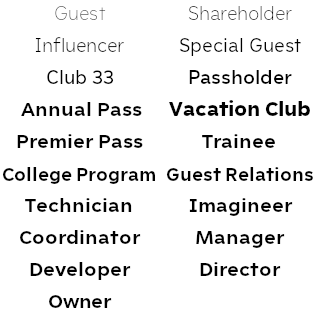 Guest
Shareholder
Influencer
Special Guest
Club 33
Passholder
Annual Pass
Vacation Club
Premier Pass
Trainee
College Program
Guest Relations
Technician
Imagineer
Coordinator
Manager
Developer
Director
Owner